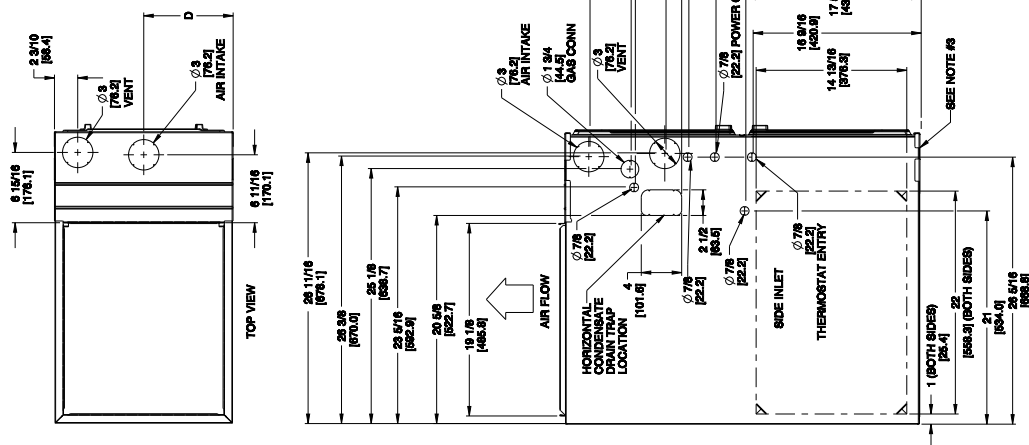 D
2 3/10
[58.4]
Ø 3
[76.2]
VENT
Ø 3
[76.2]
AIR INTAKE
6 15/16
[176.1]
6 11/16
[170.1]
TOP VIEW
26 11/16
[678.1]
26 3/8
[670.0]
25 1/8
[638.7]
23 5/16
[592.9]
20 5/8
[522.7]
19 1/8
[485.8]
AIR FLOW
Ø 3
[76.2]
AIR INTAKE
Ø 1 3/4
[44.5]
GAS CONN
Ø 3
[76.2]
VENT
Ø 7/8
[22.2] POWER
16 9/16
[420.9]
14 13/16
[376.3]
SEE NOTE #3
Ø 7/8
[22.2]
HORIZONTAL
CONDENSATE
DRAIN TRAP
LOCATION
4
[101.6]
2 1/2
[63.5]
Ø 7/8
[22.2]
Ø 7/8
[22.2]
Ø 7/8
[22.2]
SIDE INLET
THERMOSTAT ENTRY
1 (BOTH SIDES)
[25.4]
22
[558.3] (BOTH SIDES)
21
[534.0]
26 5/16
[668.8]